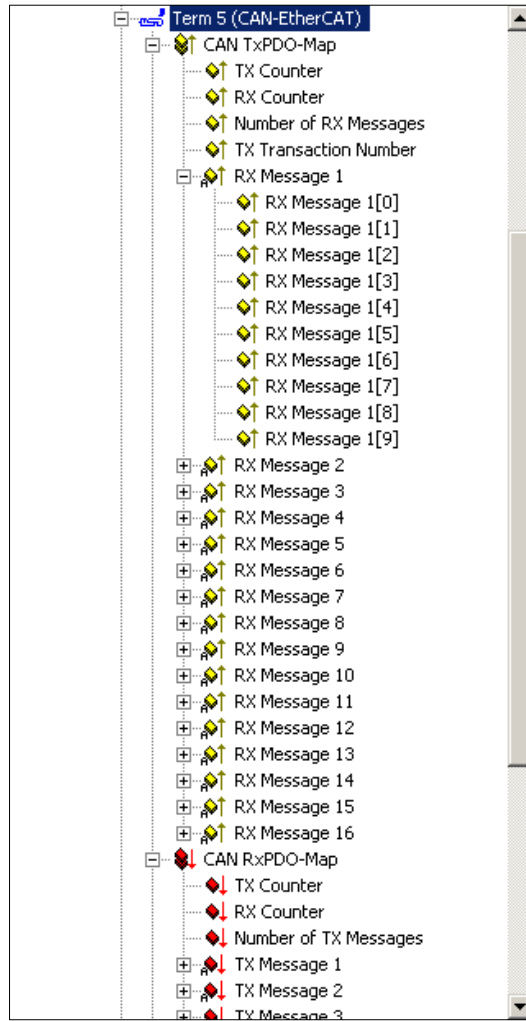 Term 5 (CAN-EtherCAT)
CAN TxPDO-Map
TX Counter
RX Counter
Number of RX Messages
TX Transaction Number
RX Message 1
RX Message 1[0]
RX Message 1[1]
RX Message 1[2]
RX Message 1[3]
RX Message 1[4]
RX Message 1[5]
RX Message 1[6]
RX Message 1[7]
RX Message 1[8]
RX Message 1[9]
RX Message 2
RX Message 3
RX Message 4
RX Message 5
RX Message 6
RX Message 7
RX Message 8
RX Message 9
RX Message 10
RX Message 11
RX Message 12
RX Message 13
RX Message 14
RX Message 15
RX Message 16
CAN RxPDO-Map
TX Counter
RX Counter
Number of TX Messages
TX Message 1
TX Message 2
TX Message 3